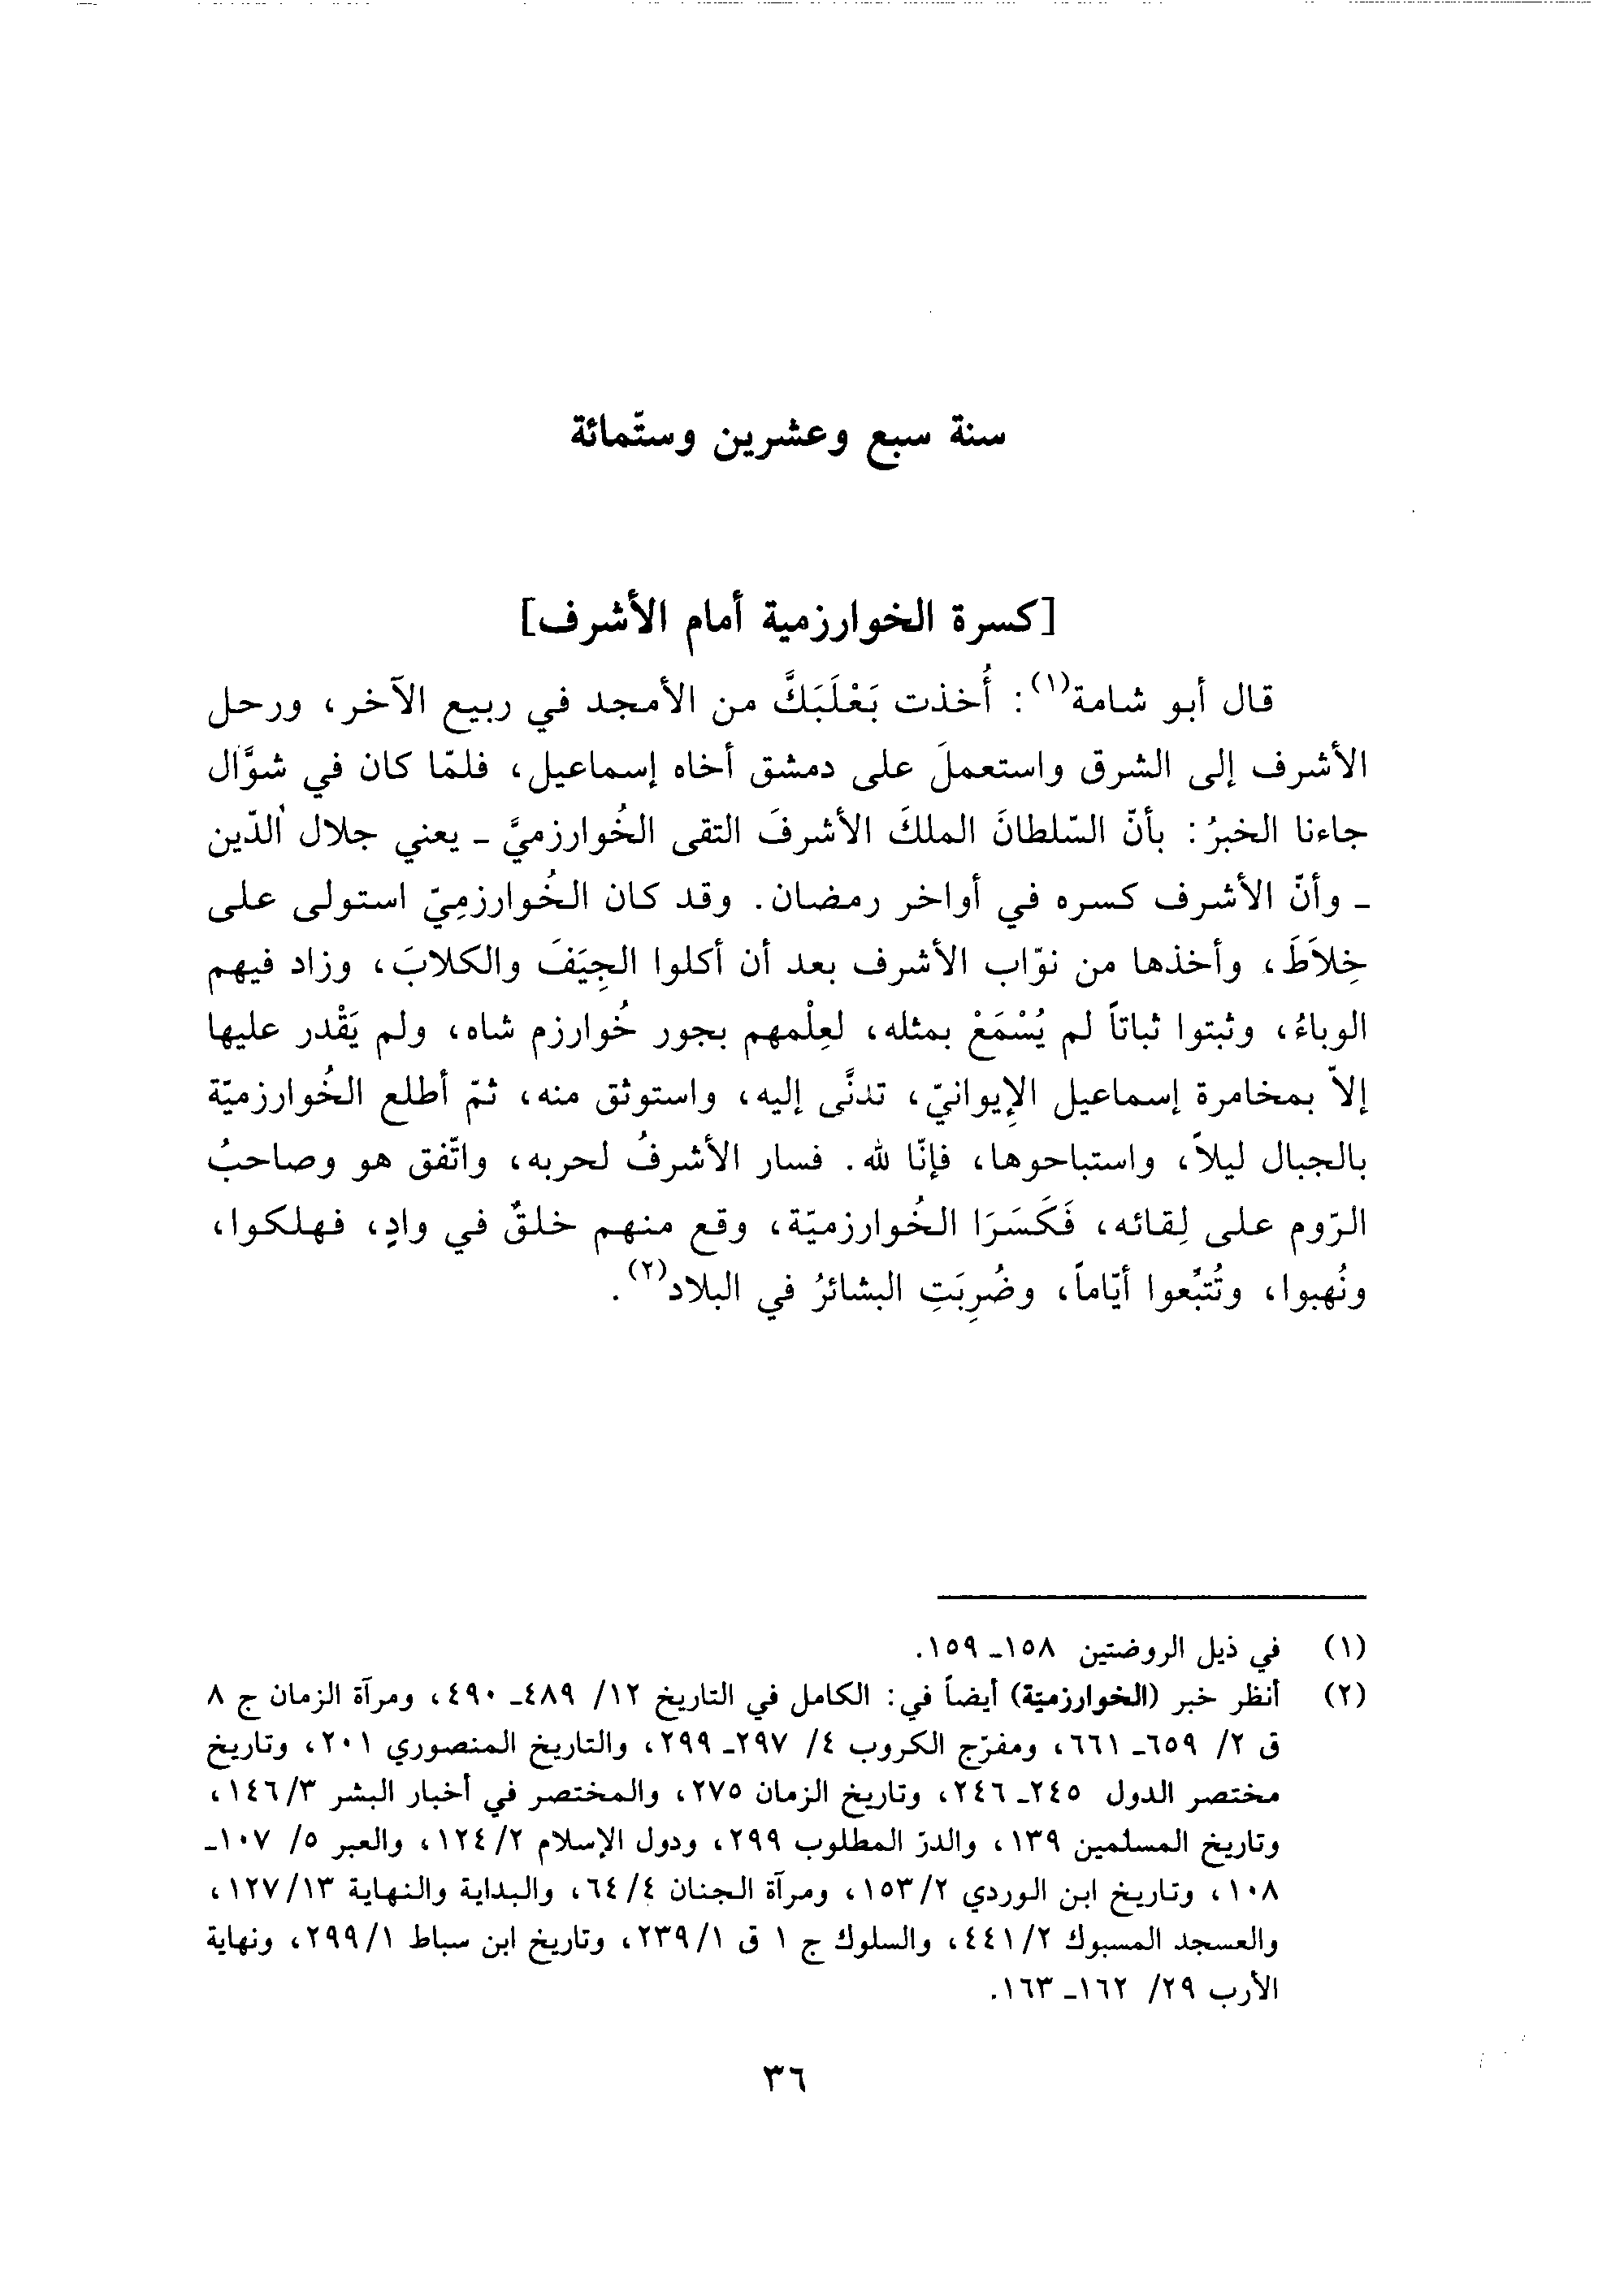 سنة سبع وعشرين وستّمائة
[كسرة الخوارزمية أمام الأشرف]
قال أبو شامة(١): أُخذت بَعْلَبَكَّ من الأمجد في ربيع الآخر، ورحل
الأشرف إلى الشرق واستعملَ على دمشق أخاه إسماعيل، فلمّا كان في شوَّال
جاءنا الخبرُ: بأنّ السّلطانَ الملكَ الأشرفَ التقى الخُوارزميَّ ـ يعني جلال الدّين
ـ وأنّ الأشرف كسره في أواخر رمضان. وقد كان الخُوارزمِيّ استولى على
خِلاَطَ، وأخذها من نوّاب الأشرف بعد أن أكلوا الجِيَفَ والكلابَ، وزاد فيهم
الوباءُ، وثبتوا ثباتاً لم يُسْمَعْ بمثله، لعِلْمهم بجور خُوارزم شاه، ولم يَقْدر عليها
إلاّ بمخامرة إسماعيل الإِيوانيّ، تدنَّى إليه، واستوثق منه، ثمّ أطلع الخُوارزميّة
بالجبال ليلاً، واستباحوها، فإنّا لله. فسار الأشرفُ لحربه، واتّفق هو وصاحبُ
الرّوم على لِقائه، فَكَسَرَا الخُوارزميّة، وقع منهم خلقٌ في وادٍ، فهلكوا،
ونُهبوا، وتُتبِّعوا أيّاماً، وضُرِبَتِ البشائرُ في البلاد(٢).
(١) في ذيل الروضتين ١٥٨ـ ١٥٩.
(٢) أنظر خبر (الخوارزميّة) أيضاً في: الكامل في التاريخ ١٢/ ٤٨٩ـ ٤٩٠، ومرآة الزمان ج ٨
ق ٢/ ٦٥٩ـ ٦٦١، ومفرّج الكروب ٤/ ٢٩٧ـ ٢٩٩، والتاريخ المنصوري ٢٠١، وتاريخ
مختصر الدول ٢٤٥ـ ٢٤٦، وتاريخ الزمان ٢٧٥، والمختصر في أخبار البشر ٣/١٤٦،
وتاريخ المسلمين ١٣٩، والدرّ المطلوب ٢٩٩، ودول الإسلام ٢/١٢٤، والعبر ٥/ ١٠٧ـ
١٠٨، وتاريخ ابن الوردي ٢/١٥٣، ومرآة الجنان ٤/٦٤، والبداية والنهاية ١٣/١٢٧،
والعسجد المسبوك ٢/٤٤١، والسلوك ج ١ ق ١/٢٣٩، وتاريخ ابن سباط ١/٢٩٩، ونهاية
الأرب ٢٩/ ١٦٢ـ ١٦٣.
٣٦